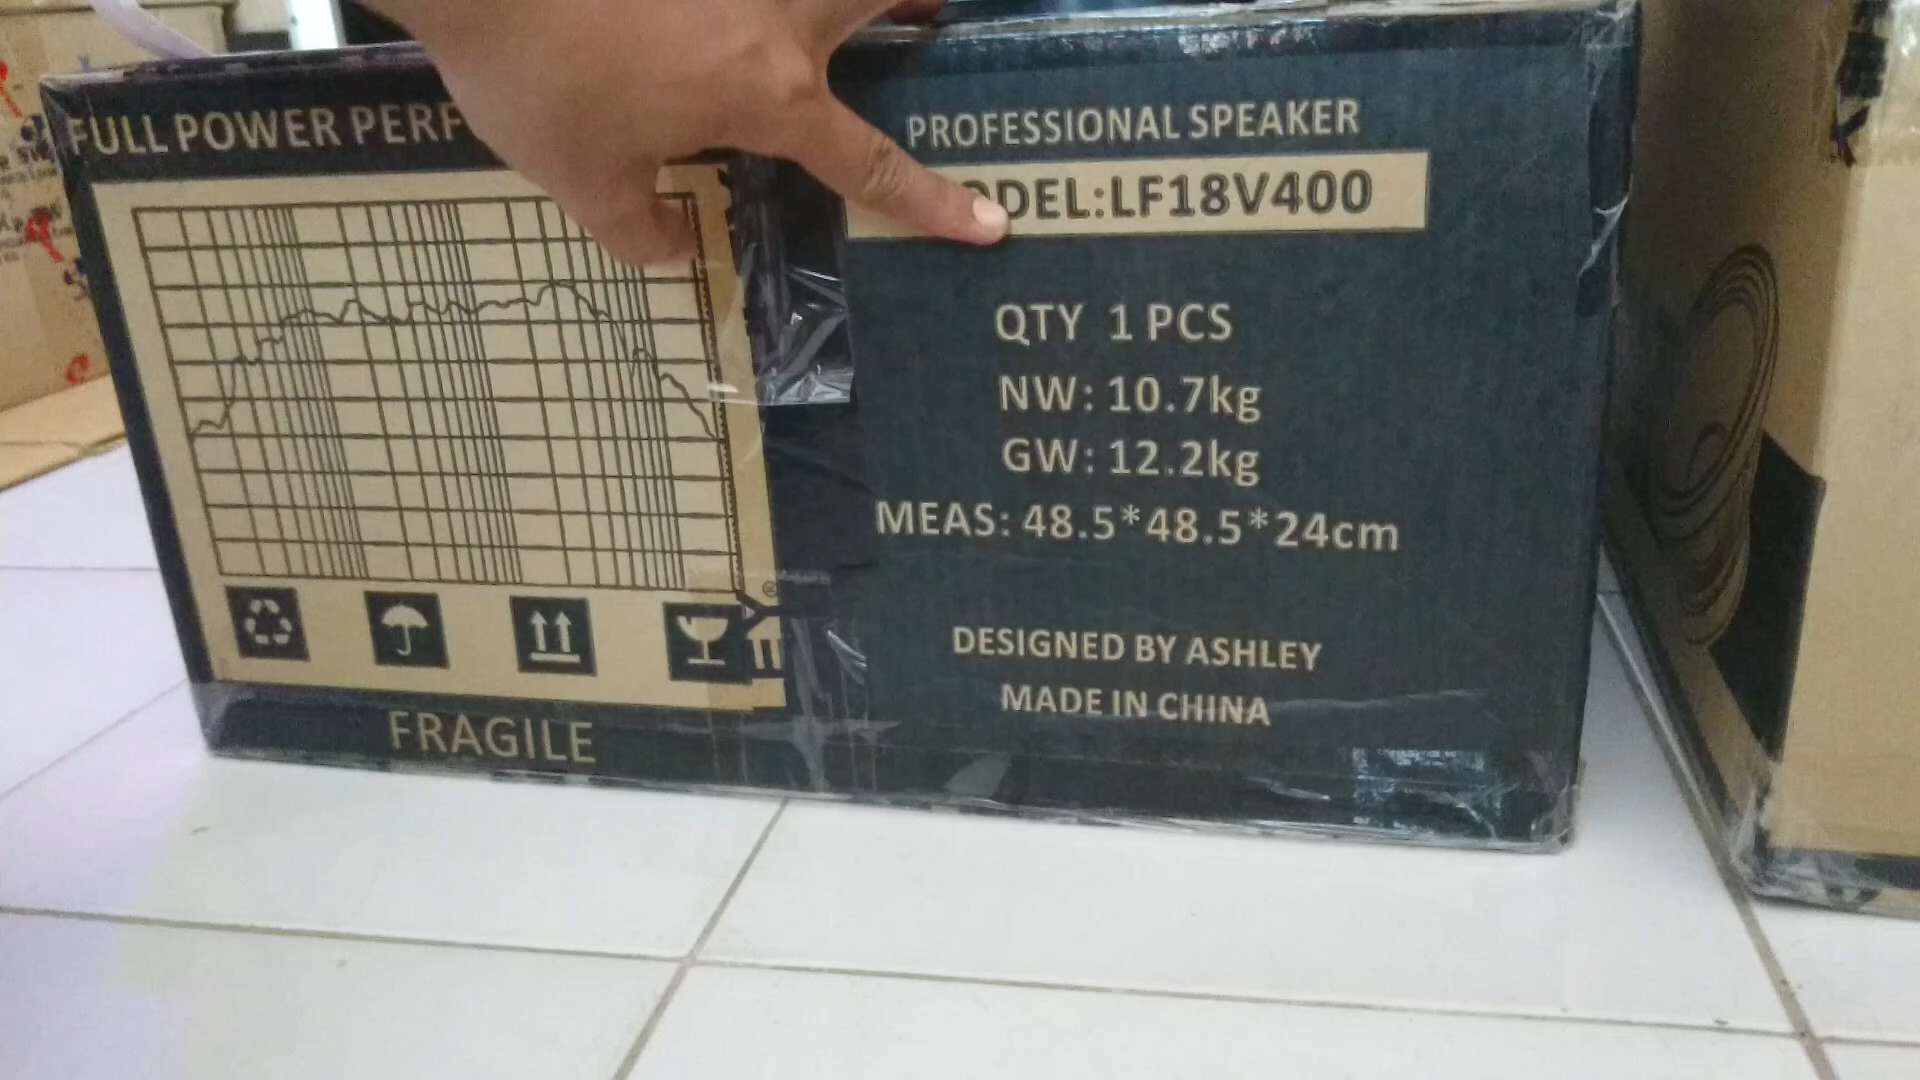 FULL POWER PERF
FRAGILE
PROFESSIONAL SPEAKER
ODEL:LF18V400
QTY 1 PCS
NW: 10.7kg
GW: 12.2kg
MEAS: 48.5*48.5*24cm
DESIGNED BY ASHLEY
MADE IN CHINA